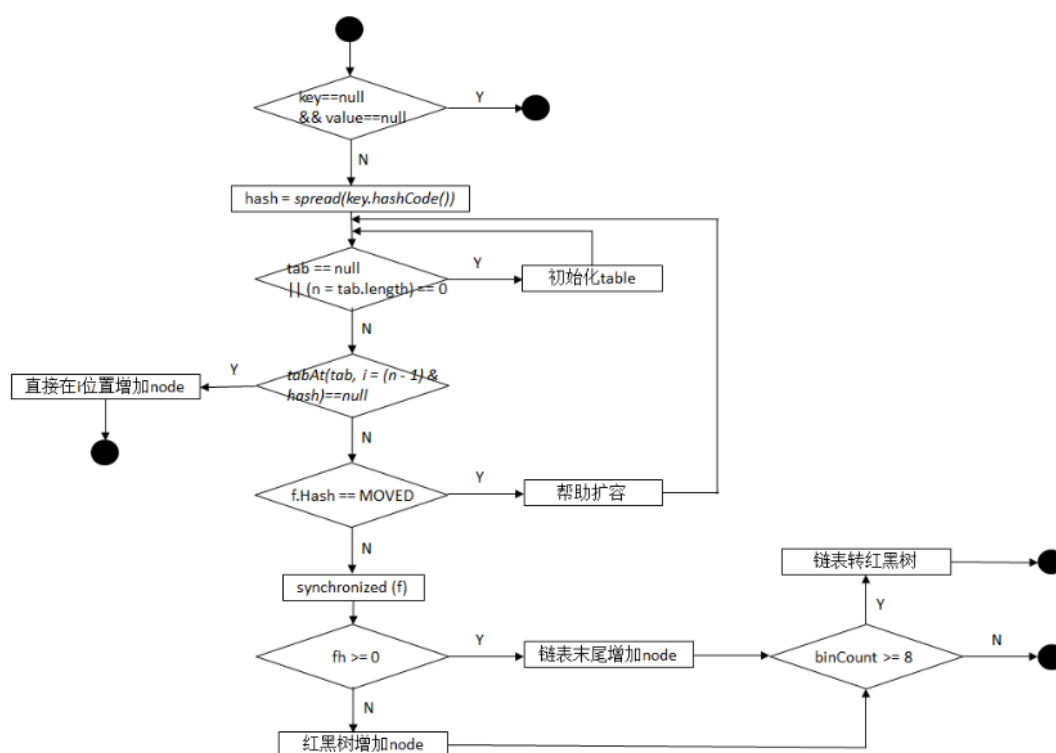 key==null
&& value==null
Y
N
hash = spread(key.hashCode())
tab == null
|| (n = tab.length) == 0
Y
初始化table
N
直接在i位置增加node
Y
tabAt(tab, i = (n - 1) &
hash)==null
N
f.Hash == MOVED
Y
帮助扩容
N
synchronized (f)
链表转红黑树
Y
fh >= 0
Y
链表末尾增加node
binCount >= 8
N
N
红黑树增加node